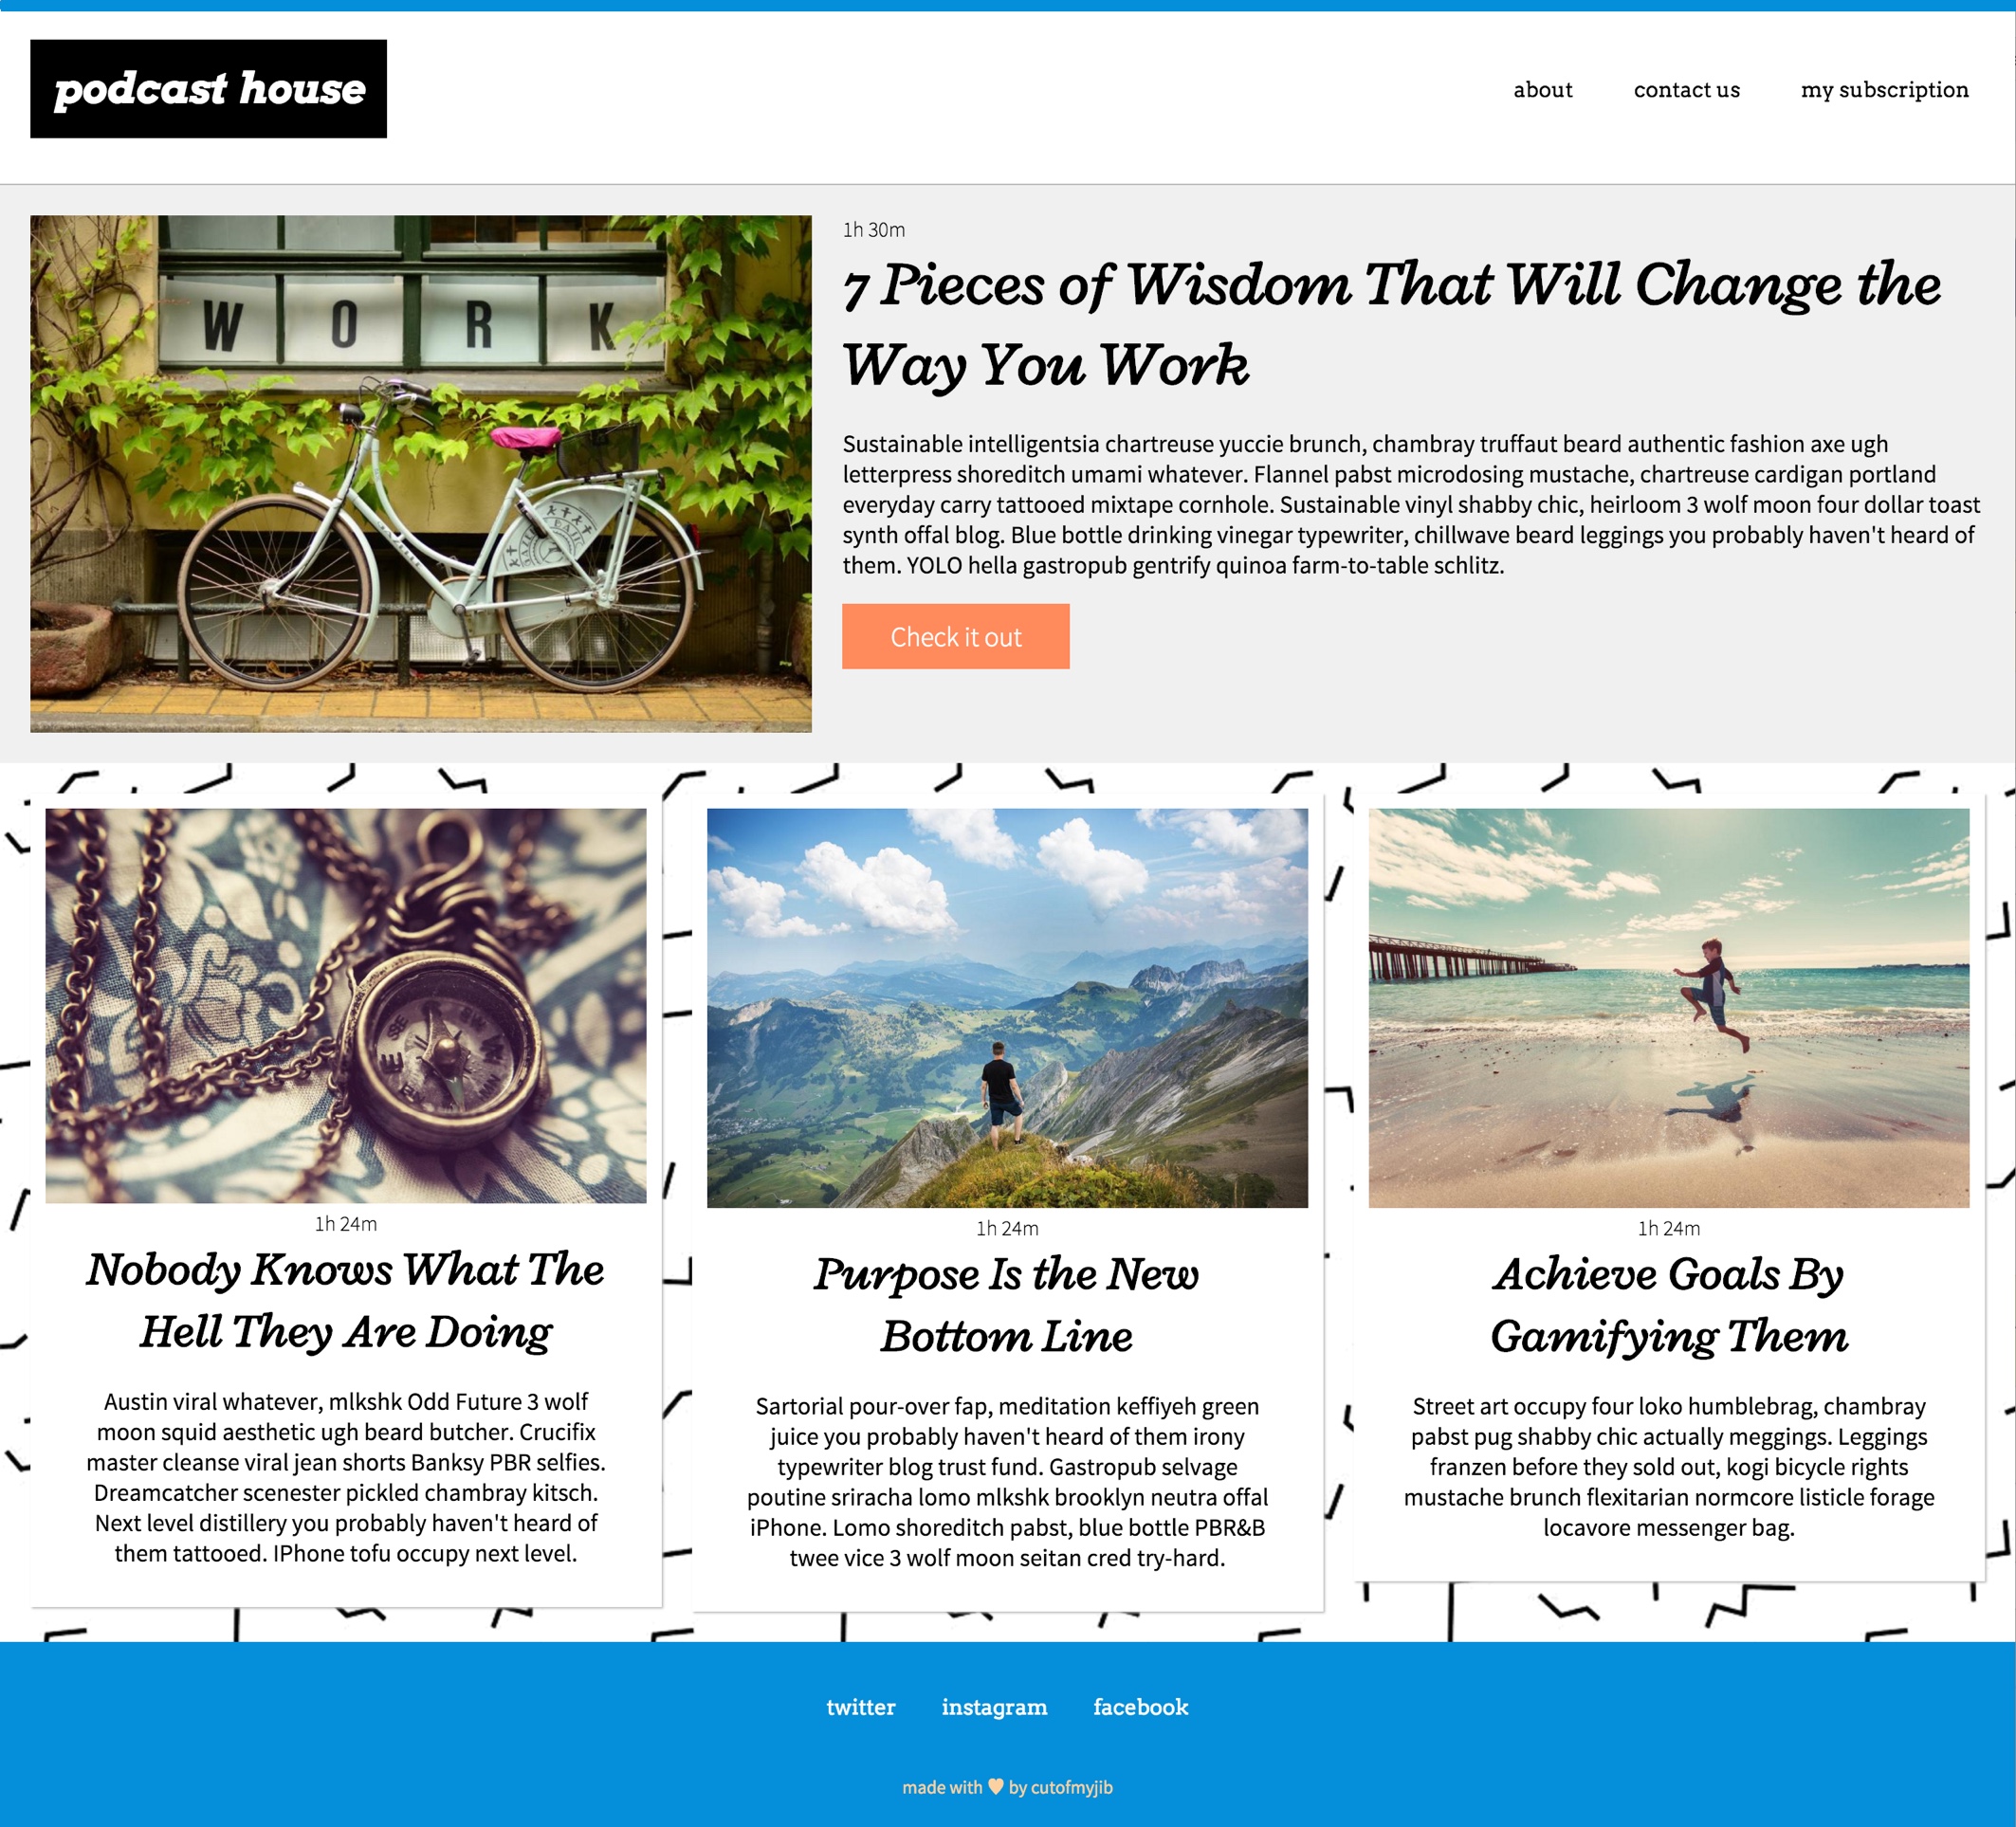 podcast house
about contact us my subscription
W O R K
1h 30m
7 Pieces of Wisdom That Will Change the
Way You Work
Sustainable intelligentsia chartreuse yuccie brunch, chambray truffaut beard authentic fashion axe ugh
letterpress shoreditch umami whatever. Flannel pabst microdosing mustache, chartreuse cardigan portland
everyday carry tattooed mixtape cornhole. Sustainable vinyl shabby chic, heirloom 3 wolf moon four dollar toast
synth offal blog. Blue bottle drinking vinegar typewriter, chillwave beard leggings you probably haven't heard of
them. YOLO hella gastropub gentrify quinoa farm-to-table schlitz.
Check it out
SE
SW
E
1h 24m
Nobody Knows What The
Hell They Are Doing
Austin viral whatever, mlkshk Odd Future 3 wolf
moon squid aesthetic ugh beard butcher. Crucifix
master cleanse viral jean shorts Banksy PBR selfies.
Dreamcatcher scenester pickled chambray kitsch.
Next level distillery you probably haven't heard of
them tattooed. IPhone tofu occupy next level.
1h 24m
Purpose Is the New
Bottom Line
Sartorial pour-over fap, meditation keffiyeh green
juice you probably haven't heard of them irony
typewriter blog trust fund. Gastropub selvage
poutine sriracha lomo mlkshk brooklyn neutra offal
iPhone. Lomo shoreditch pabst, blue bottle PBR&B
twee vice 3 wolf moon seitan cred try-hard.
1h 24m
Achieve Goals By
Gamifying Them
Street art occupy four loko humblebrag, chambray
pabst pug shabby chic actually meggings. Leggings
franzen before they sold out, kogi bicycle rights
mustache brunch flexitarian normcore listicle forage
locavore messenger bag.
twitter instagram facebook
made with ♥ by cutofmyjib